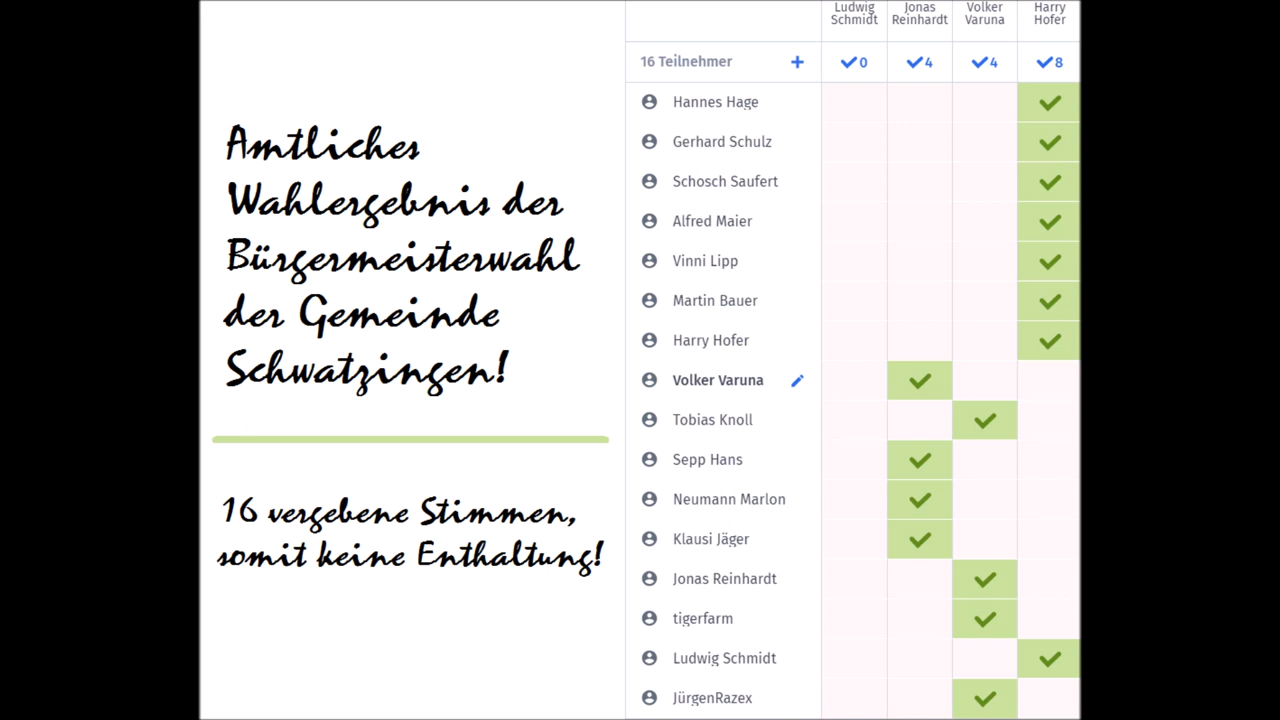 Amtliches
Wahlergebnis der
Bürgermeisterwahl
der Gemeinde
Schwatzingen!
16 vergebene Stimmen,
somit keine Enthaltung!
Ludwig Schmidt
Jonas Reinhardt
Volker Varuna
Harry Hofer
16 Teilnehmer 0 4 4 8
Hannes Hage
Gerhard Schulz
Schosch Saufert
Alfred Maier
Vinni Lipp
Martin Bauer
Harry Hofer
Volker Varuna
Tobias Knoll
Sepp Hans
Neumann Marlon
Klausi Jäger
Jonas Reinhardt
tigerfarm
Ludwig Schmidt
JürgenRazex